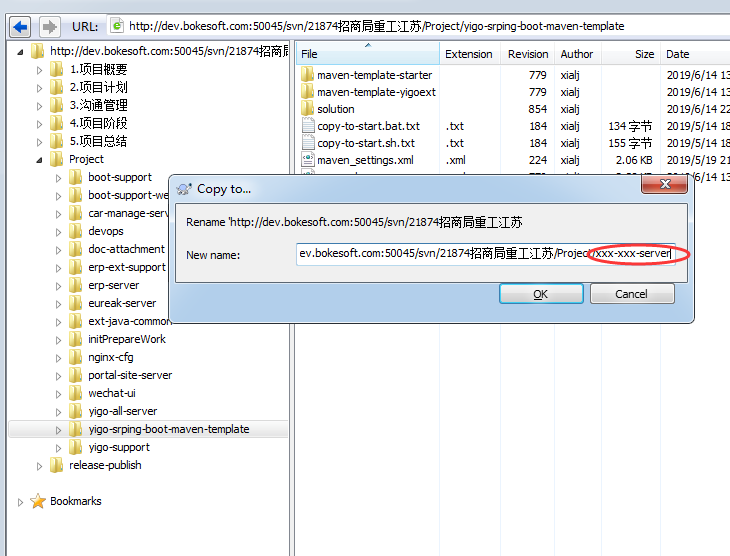 URL: http://dev.bokesoft.com:50045/svn/21874招商局重工江苏/Project/yigo-srping-boot-maven-template
http://dev.bokesoft.com:50045/svn/21874招商局
1.项目概要
2.项目计划
3.沟通管理
4.项目阶段
5.项目总结
Project
boot-support
boot-support-we
car-manage-serv
devops
doc-attachment
erp-ext-support
erp-server
eureak-server
ext-java-common
initPrepareWork
nginx-cfg
portal-site-server
wechat-ui
yigo-all-server
yigo-srping-boot-maven-template
yigo-support
release-publish
Bookmarks
File Extension Revision Author Size Date
maven-template-starter 779 xialj 2019/6/14 13
maven-template-yigoext 779 xialj 2019/6/14 13
solution 854 xialj 2019/6/14 22
copy-to-start.bat.txt .txt 184 xialj 134 字节 2019/5/14 18
copy-to-start.sh.txt .txt 184 xialj 155 字节 2019/5/14 18
maven_settings.xml .xml 224 xialj 2.06 KB 2019/5/19 21
Copy to...
Rename 'http://dev.bokesoft.com:50045/svn/21874招商局重工江苏
New name: ev.bokesoft.com:50045/svn/21874招商局重工江苏/Project/xxx-xxx-server
OK Cancel